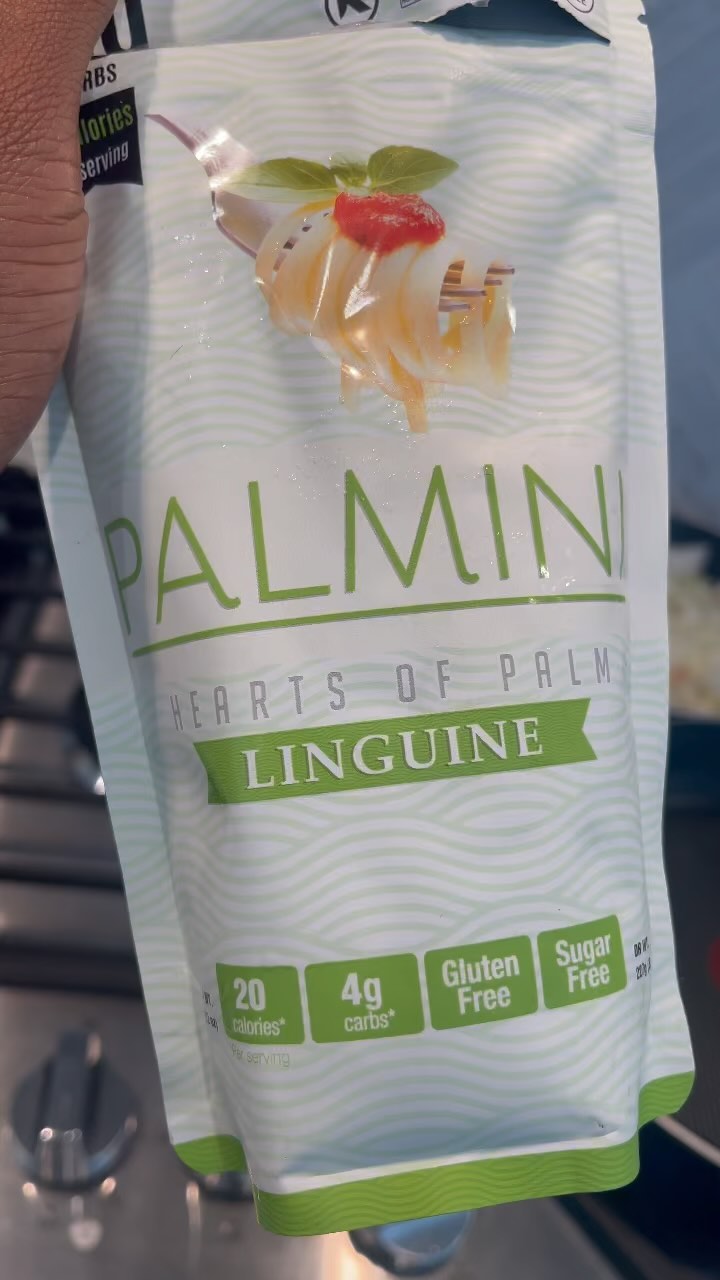 RBS
lories
serving
PALMINI
HEARTS OF PALM
LINGUINE
20
calories*
4g
carbs*
Gluten
Free
Sugar
Free
Per serving